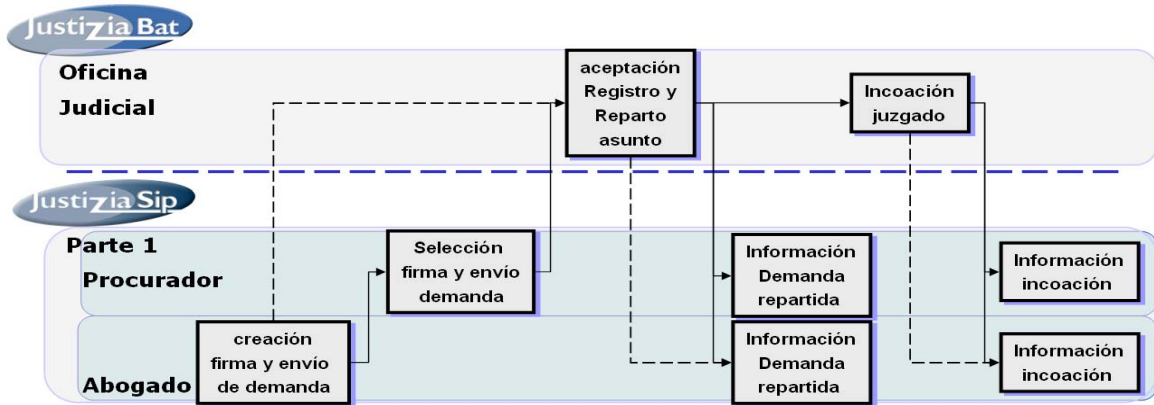 JustiziaBat
Oficina
Judicial
aceptación
Registro y
Reparto
asunto
Incoación
juzgado
JustiziaSip
Parte 1
Procurador
Selección
firma y envío
demanda
Información
Demanda
repartida
Información
incoación
Abogado
creación
firma y envío
de demanda
Información
Demanda
repartida
Información
incoación